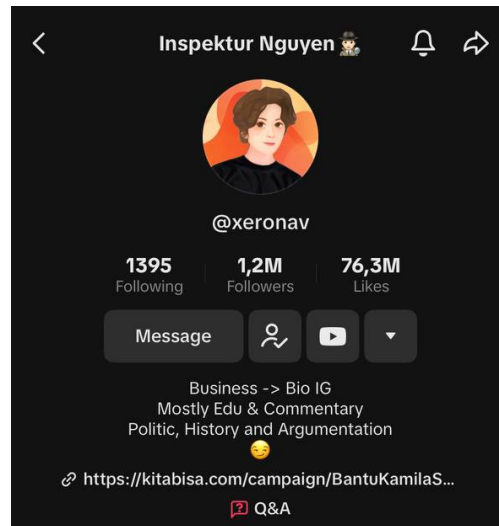 Inspektur Nguyen 🕵🏻
@xeronav
1395 1,2M 76,3M
Following Followers Likes
Message
Business -> Bio IG
Mostly Edu & Commentary
Politic, History and Argumentation
😏
https://kitabisa.com/campaign/BantuKamilaS...
Q&A